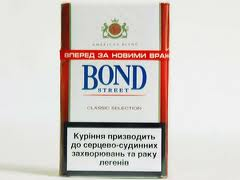 AMERICAN BLEND
ВПЕРЕД ЗА НОВИМИ ВРАЖ
BOND
STREET
CLASSIC SELECTION
Куріння призводить
до серцево-судинних
захворювань та раку
легенів